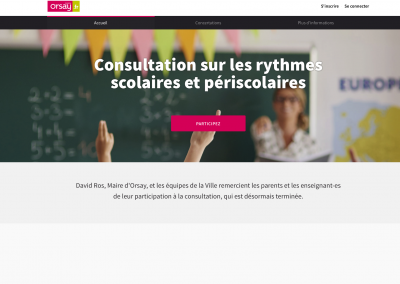 orsay.fr
S'inscrire Se connecter
Accueil Consultations Plus d'informations
Consultation sur les rythmes
scolaires et périscolaires
PARTICIPEZ
EUROPE
David Ros, Maire d'Orsay, et les équipes de la Ville remercient les parents et les enseignant·es
de leur participation à la consultation, qui est désormais terminée.